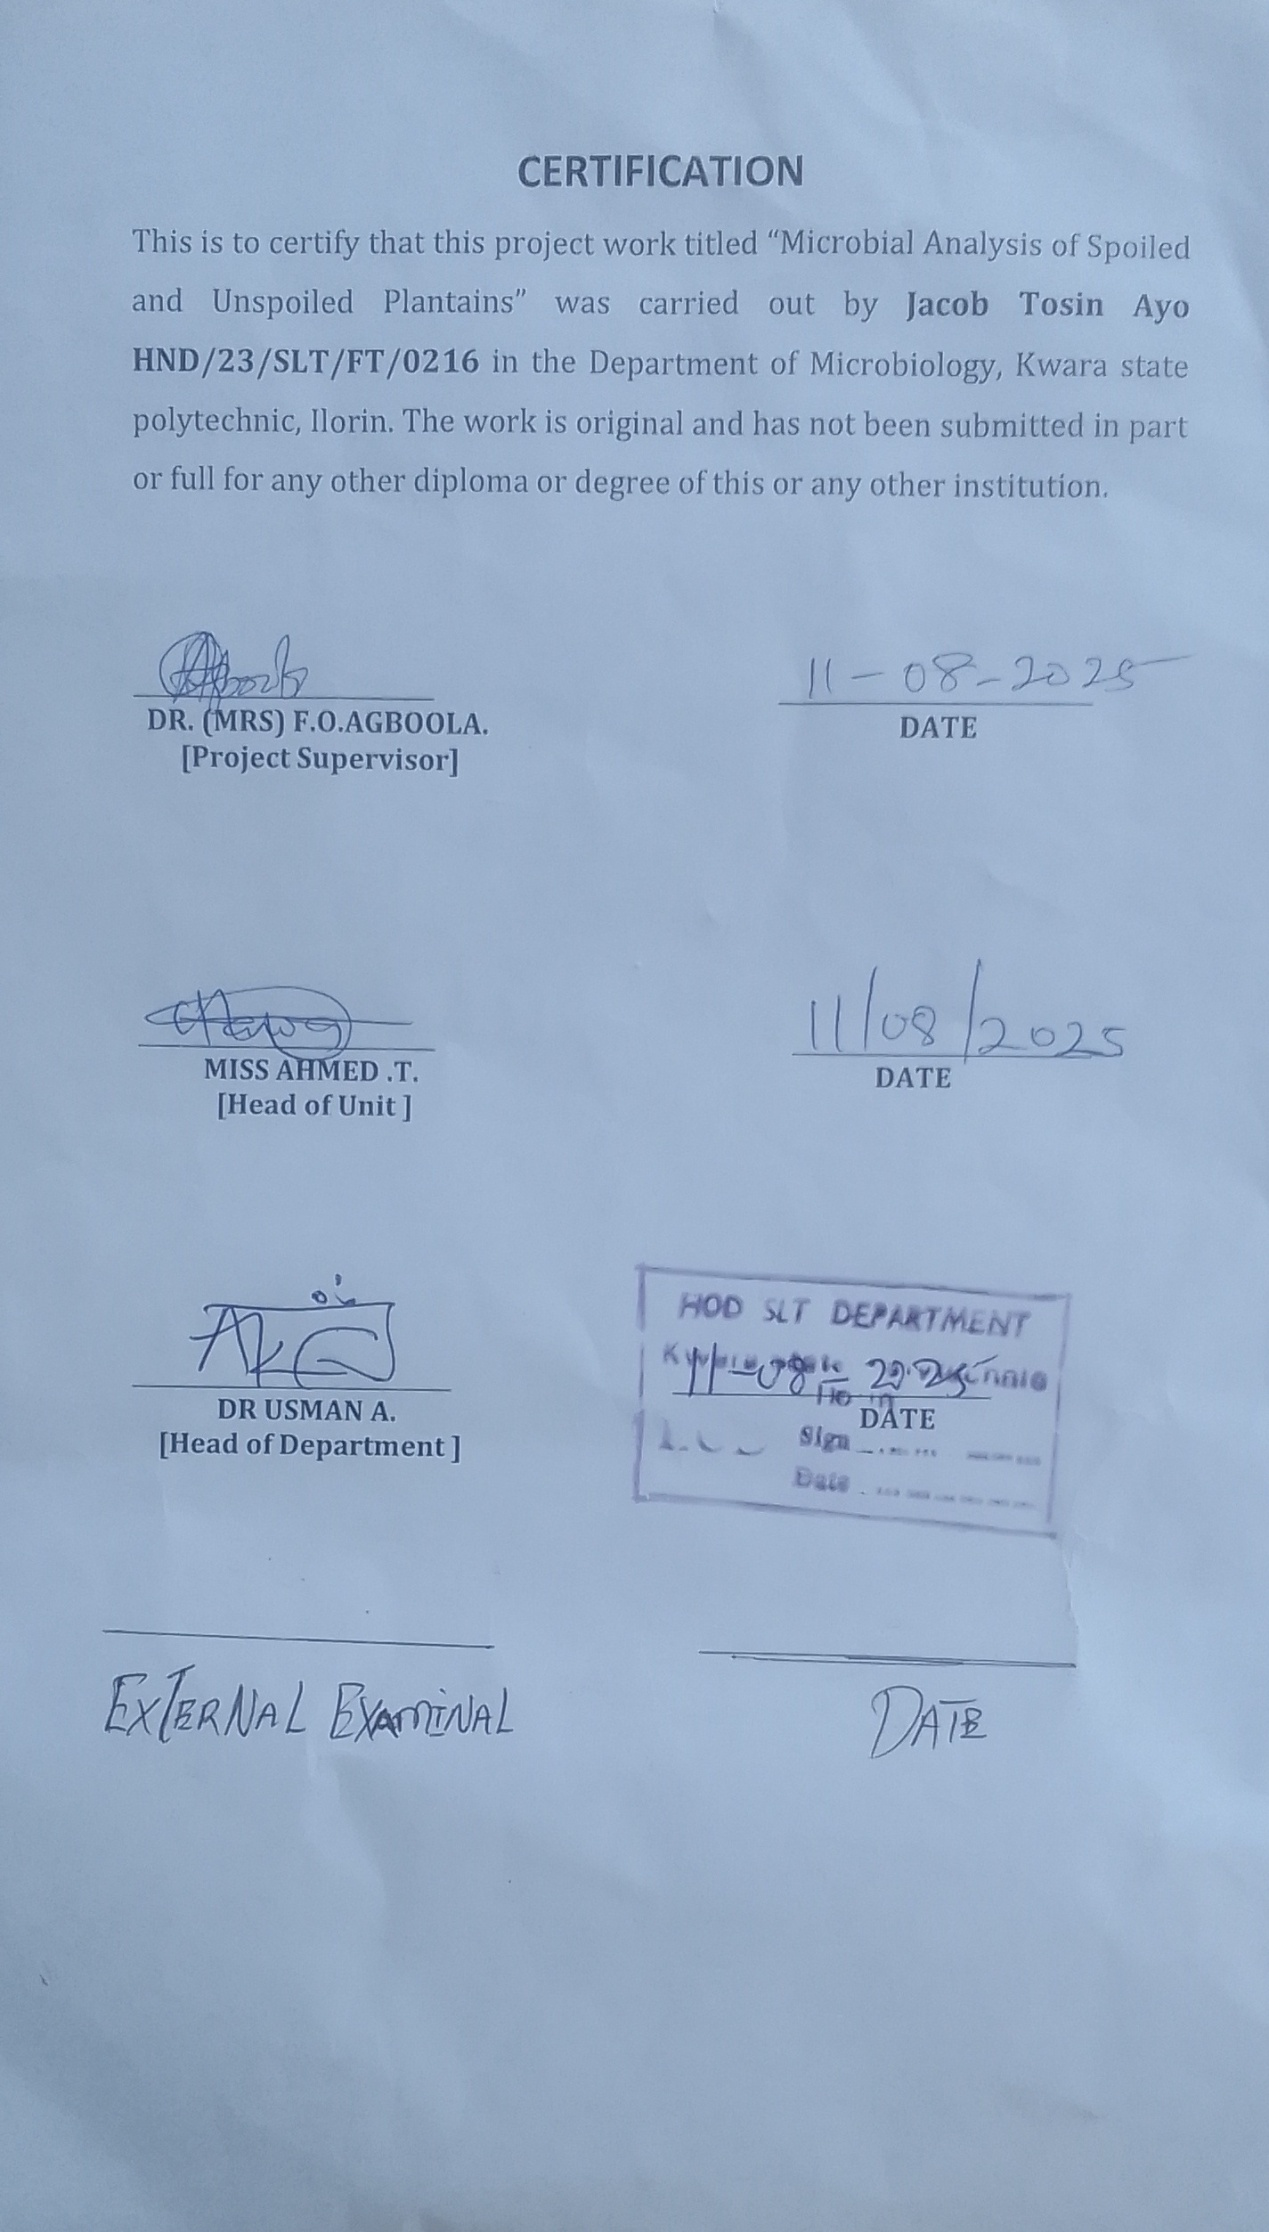 CERTIFICATION
This is to certify that this project work titled “Microbial Analysis of Spoiled
and Unspoiled Plantains” was carried out by Jacob Tosin Ayo
HND/23/SLT/FT/0216 in the Department of Microbiology, Kwara state
polytechnic, Ilorin. The work is original and has not been submitted in part
or full for any other diploma or degree of this or any other institution.
11-08-2025
DR. (MRS) F.O.AGBOOLA. DATE
[Project Supervisor]
11/08/2025
MISS AHMED .T. DATE
[Head of Unit ]
HOD SLT DEPARTMENT
11-08-2025
DR USMAN A. DATE
[Head of Department ]
Sign
Date
EXTERNAL EXAMINAL DATE